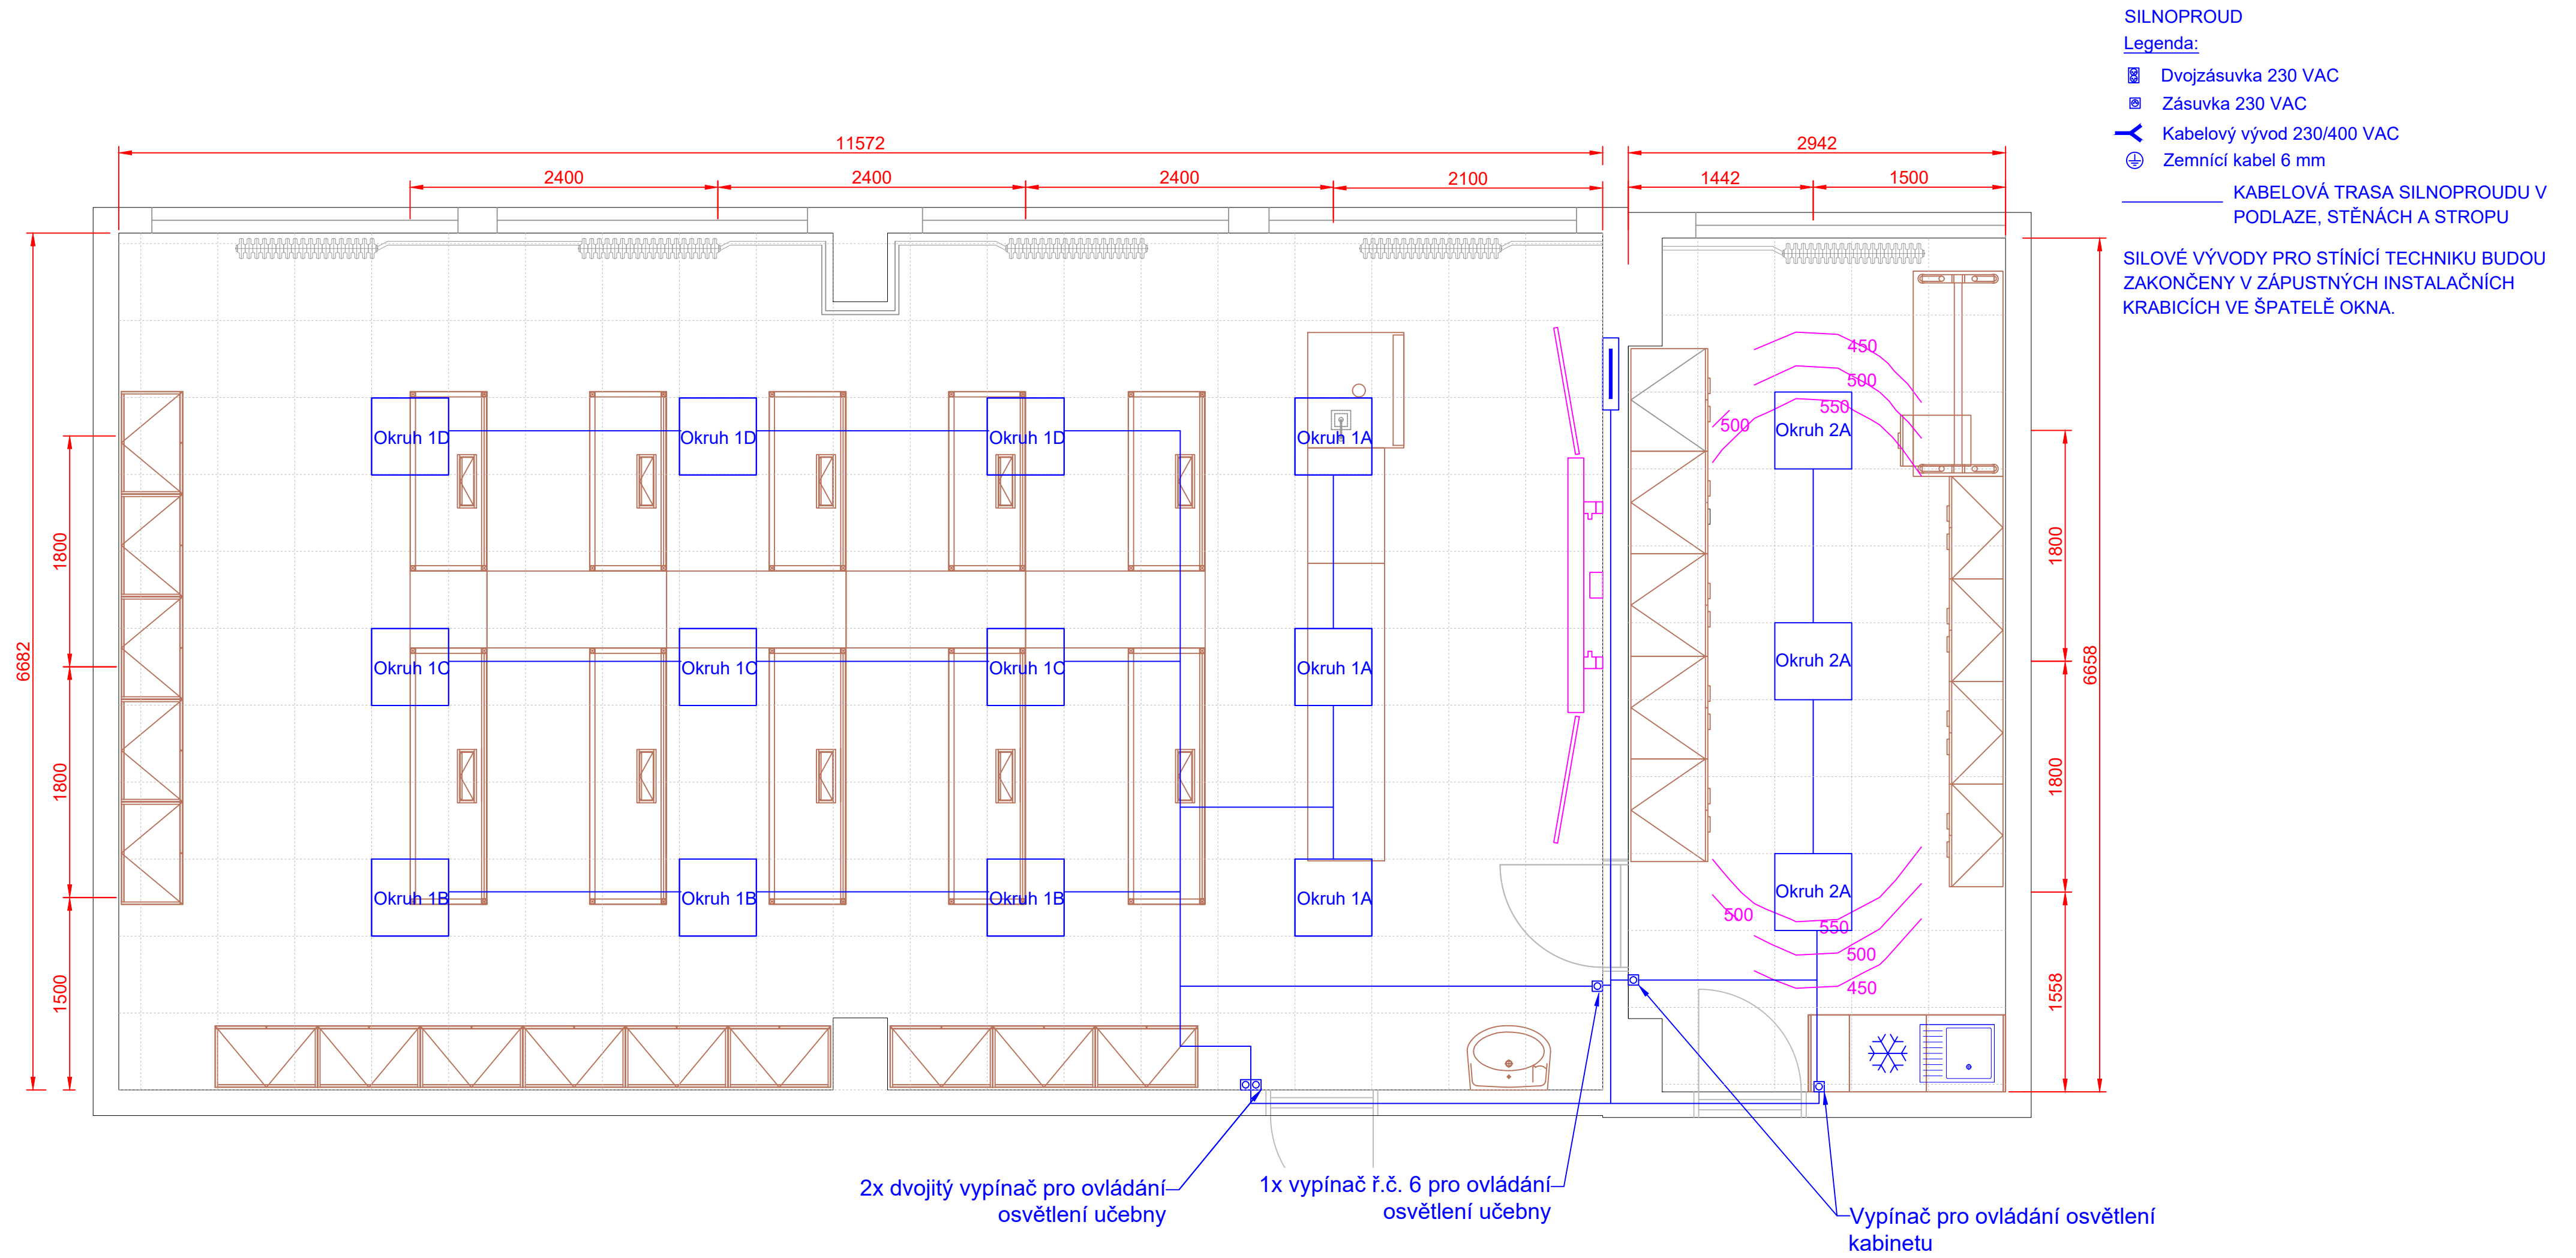 SILNOPROUD
Legenda:
Dvojzásuvka 230 VAC
Zásuvka 230 VAC
Kabelový vývod 230/400 VAC
Zemnící kabel 6 mm
KABELOVÁ TRASA SILNOPROUDU V
PODLAZE, STĚNÁCH A STROPU
SILOVÉ VÝVODY PRO STÍNÍCÍ TECHNIKU BUDOU
ZAKONČENY V ZÁPUSTNÝCH INSTALAČNÍCH
KRABICÍCH VE ŠPATELĚ OKNA.
11572
2942
2400
2400
2400
2100
1442
1500
6682
1800
1800
1500
6658
1800
1800
1558
450
500
550
500
Okruh 1D
Okruh 1D
Okruh 1D
Okruh 1A
Okruh 2A
Okruh 1C
Okruh 1C
Okruh 1C
Okruh 1A
Okruh 2A
Okruh 1B
Okruh 1B
Okruh 1B
Okruh 1A
Okruh 2A
500
550
500
450
2x dvojitý vypínač pro ovládání
osvětlení učebny
1x vypínač ř.č. 6 pro ovládání
osvětlení učebny
Vypínač pro ovládání osvětlení
kabinetu